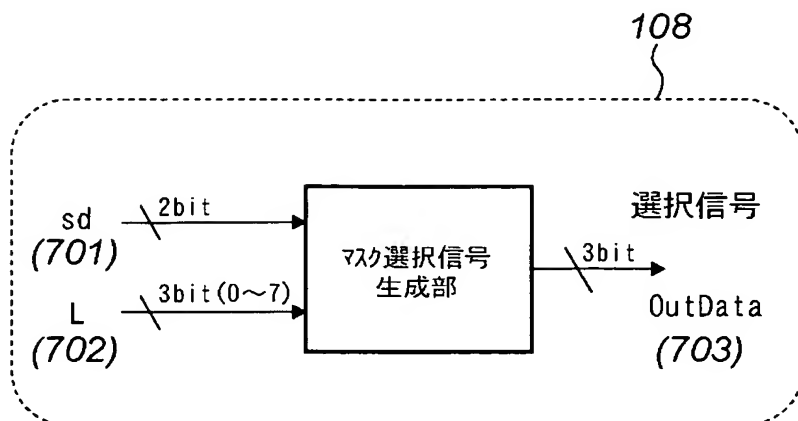 108
sd
(701)
2bit
L
(702)
3bit(0～7)
マスク選択信号
生成部
3bit
選択信号
OutData
(703)